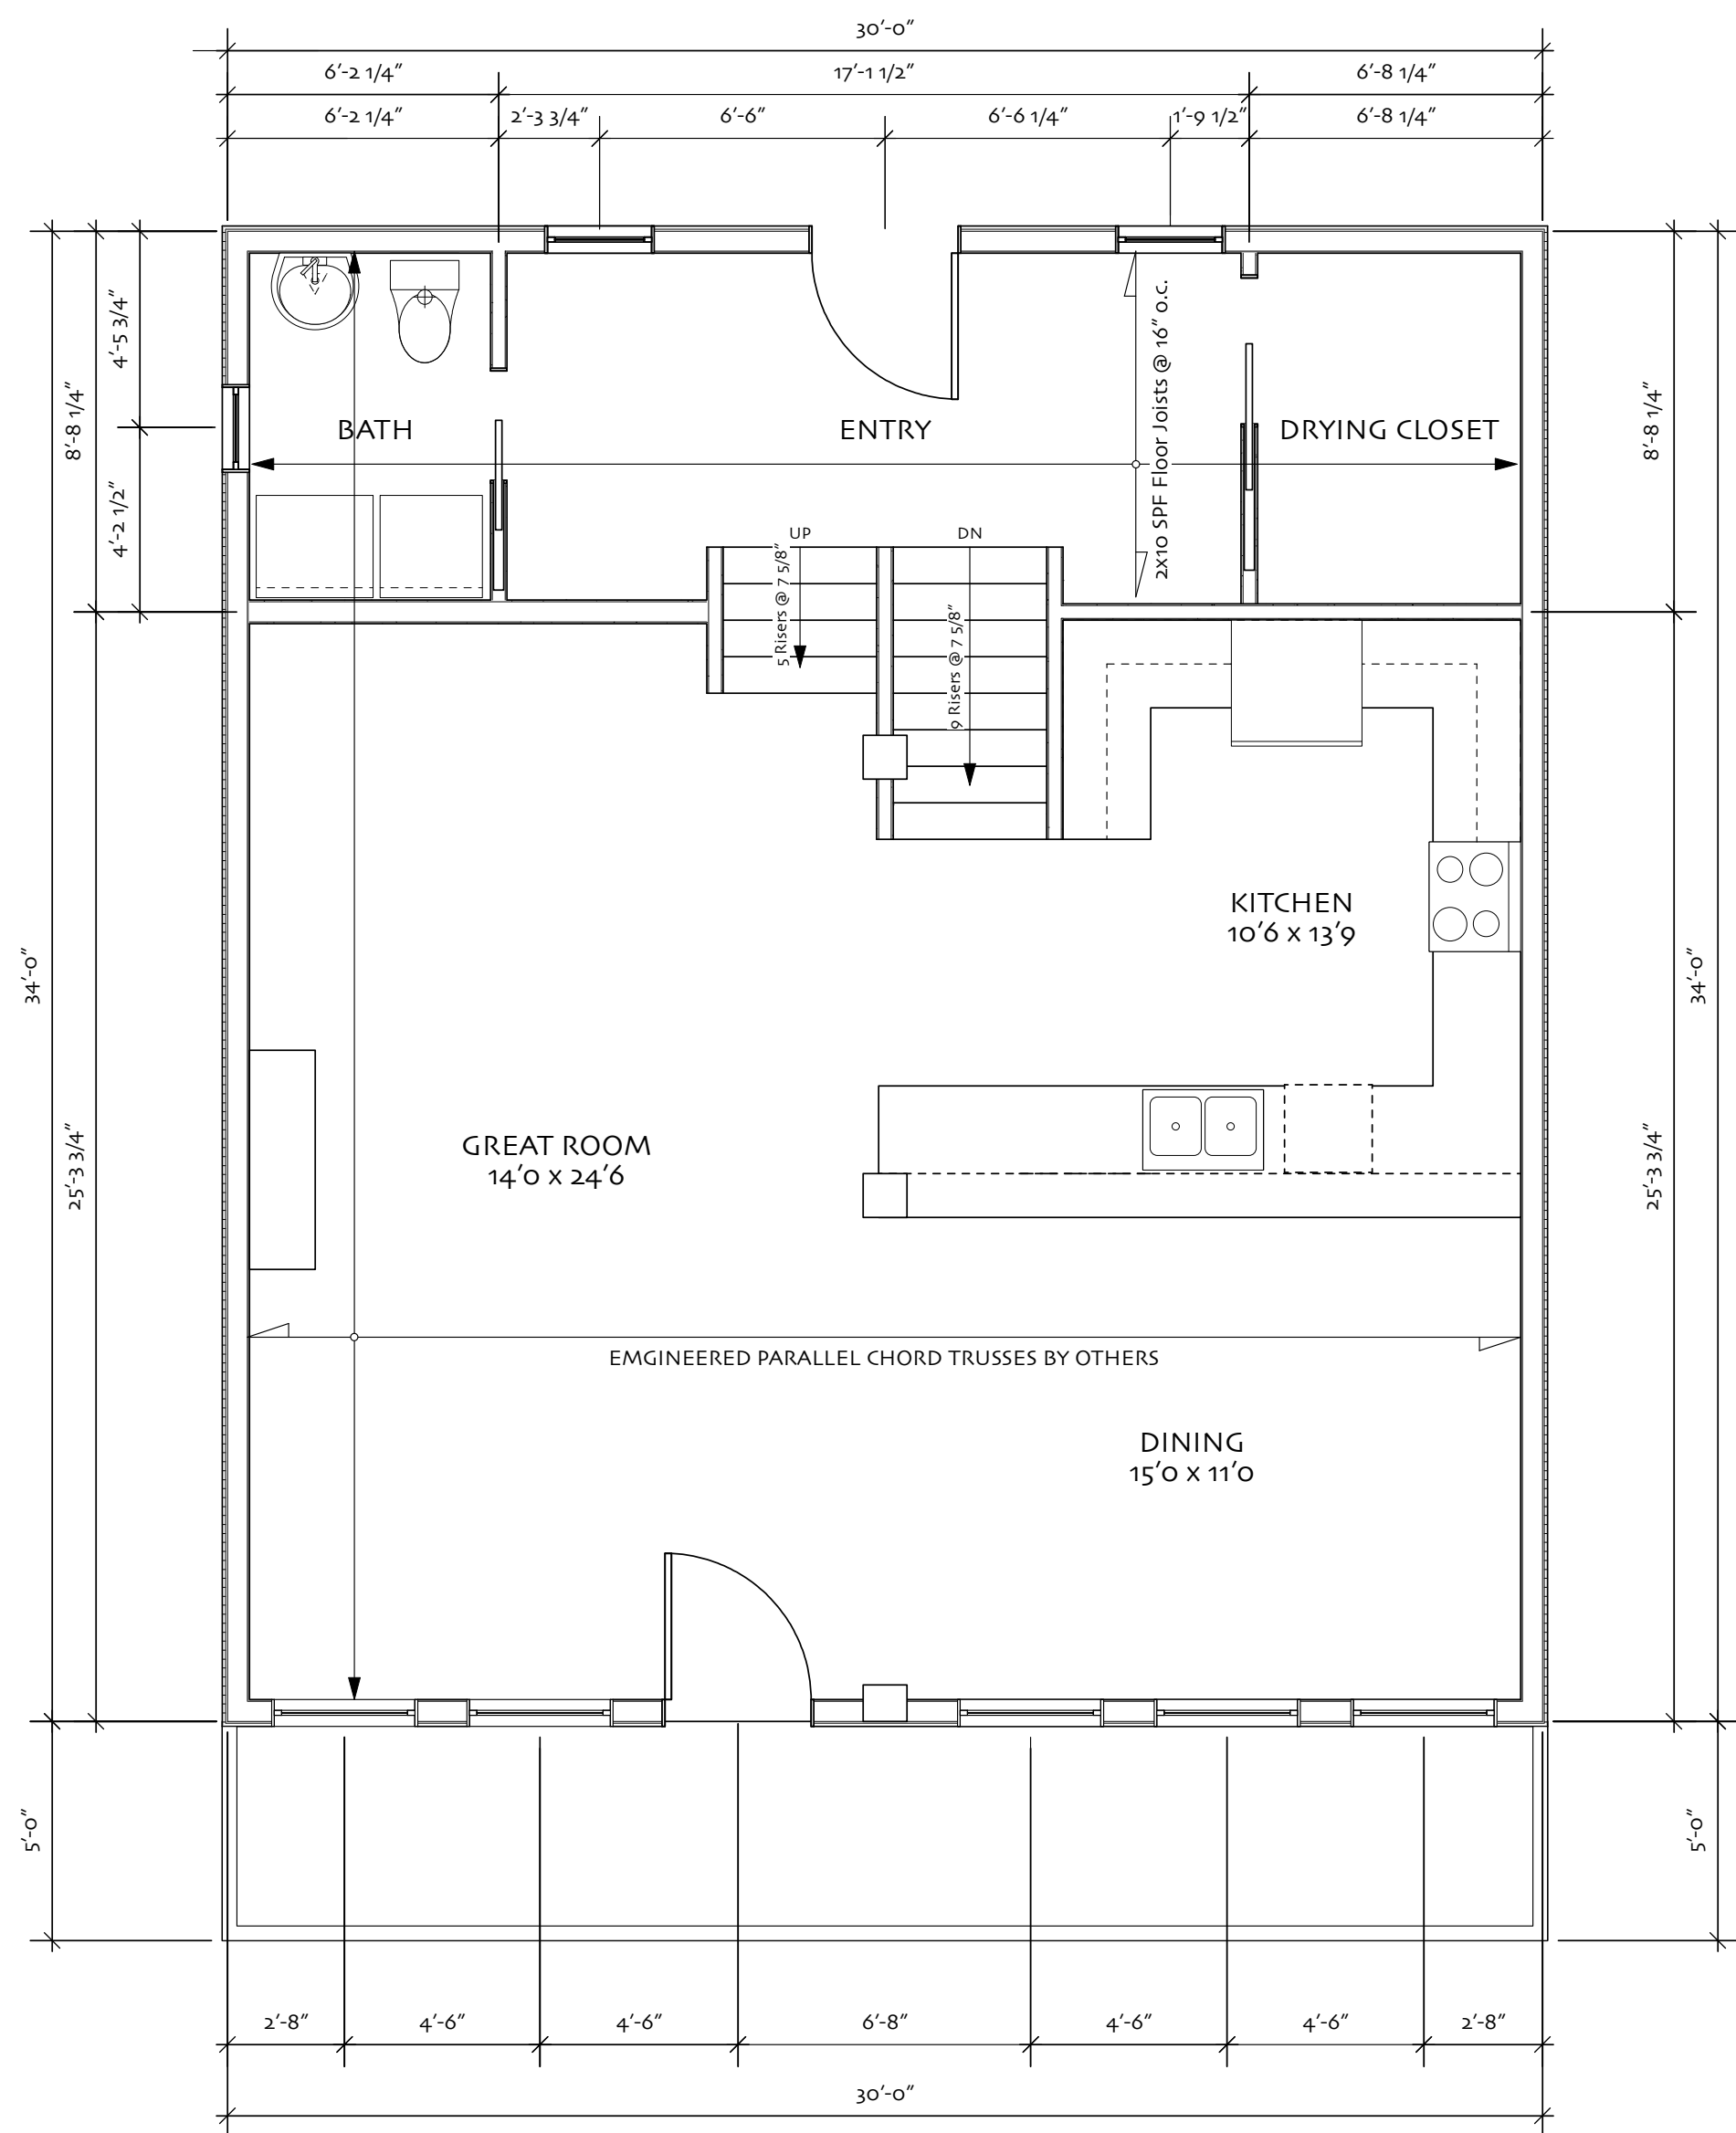 30'-0"
6'-2 1/4"
17'-1 1/2"
6'-8 1/4"
6'-2 1/4"
2'-3 3/4"
6'-6"
6'-6 1/4"
1'-9 1/2"
6'-8 1/4"
4'-5 3/4"
8'-8 1/4"
4'-2 1/2"
BATH
ENTRY
2x10 SPF Floor Joists @ 16" o.c.
DRYING CLOSET
8'-8 1/4"
UP
DN
5 Risers @ 7 5/8"
9 Risers @ 7 5/8"
KITCHEN
10'6 x 13'9
34'-0"
34'-0"
GREAT ROOM
14'0 x 24'6
25'-3 3/4"
25'-3 3/4"
EMGINEERED PARALLEL CHORD TRUSSES BY OTHERS
DINING
15'0 x 11'0
5'-0"
5'-0"
2'-8"
4'-6"
4'-6"
6'-8"
4'-6"
4'-6"
2'-8"
30'-0"